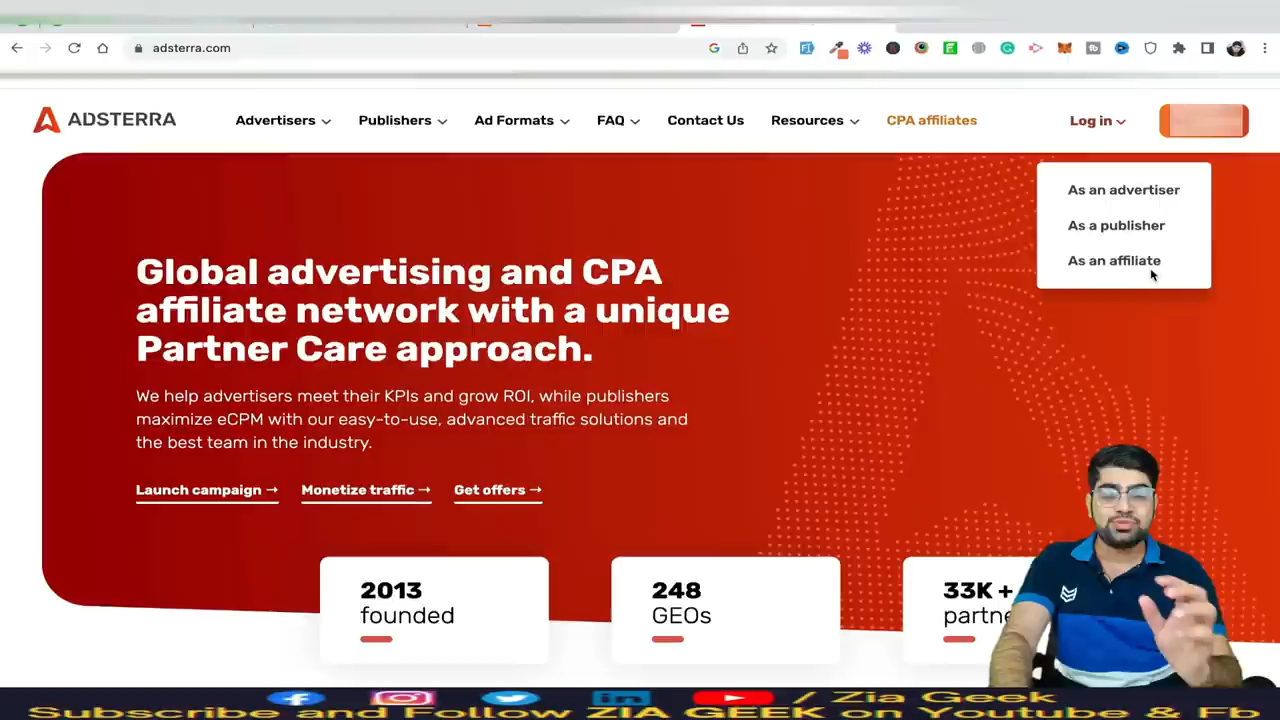 adsterra.com
ADSTERRA
Advertisers
Publishers
Ad Formats
FAQ
Contact Us
Resources
CPA affiliates
Log in
As an advertiser
As a publisher
As an affiliate
Global advertising and CPA
affiliate network with a unique
Partner Care approach.
We help advertisers meet their KPIs and grow ROI, while publishers
maximize eCPM with our easy-to-use, advanced traffic solutions and
the best team in the industry.
Launch campaign →
Monetize traffic →
Get offers →
2013
founded
248
GEOs
33K +
partne
/ Zia Geek
Subscribe and Follow ZIA GEEK on Youtube & Fb